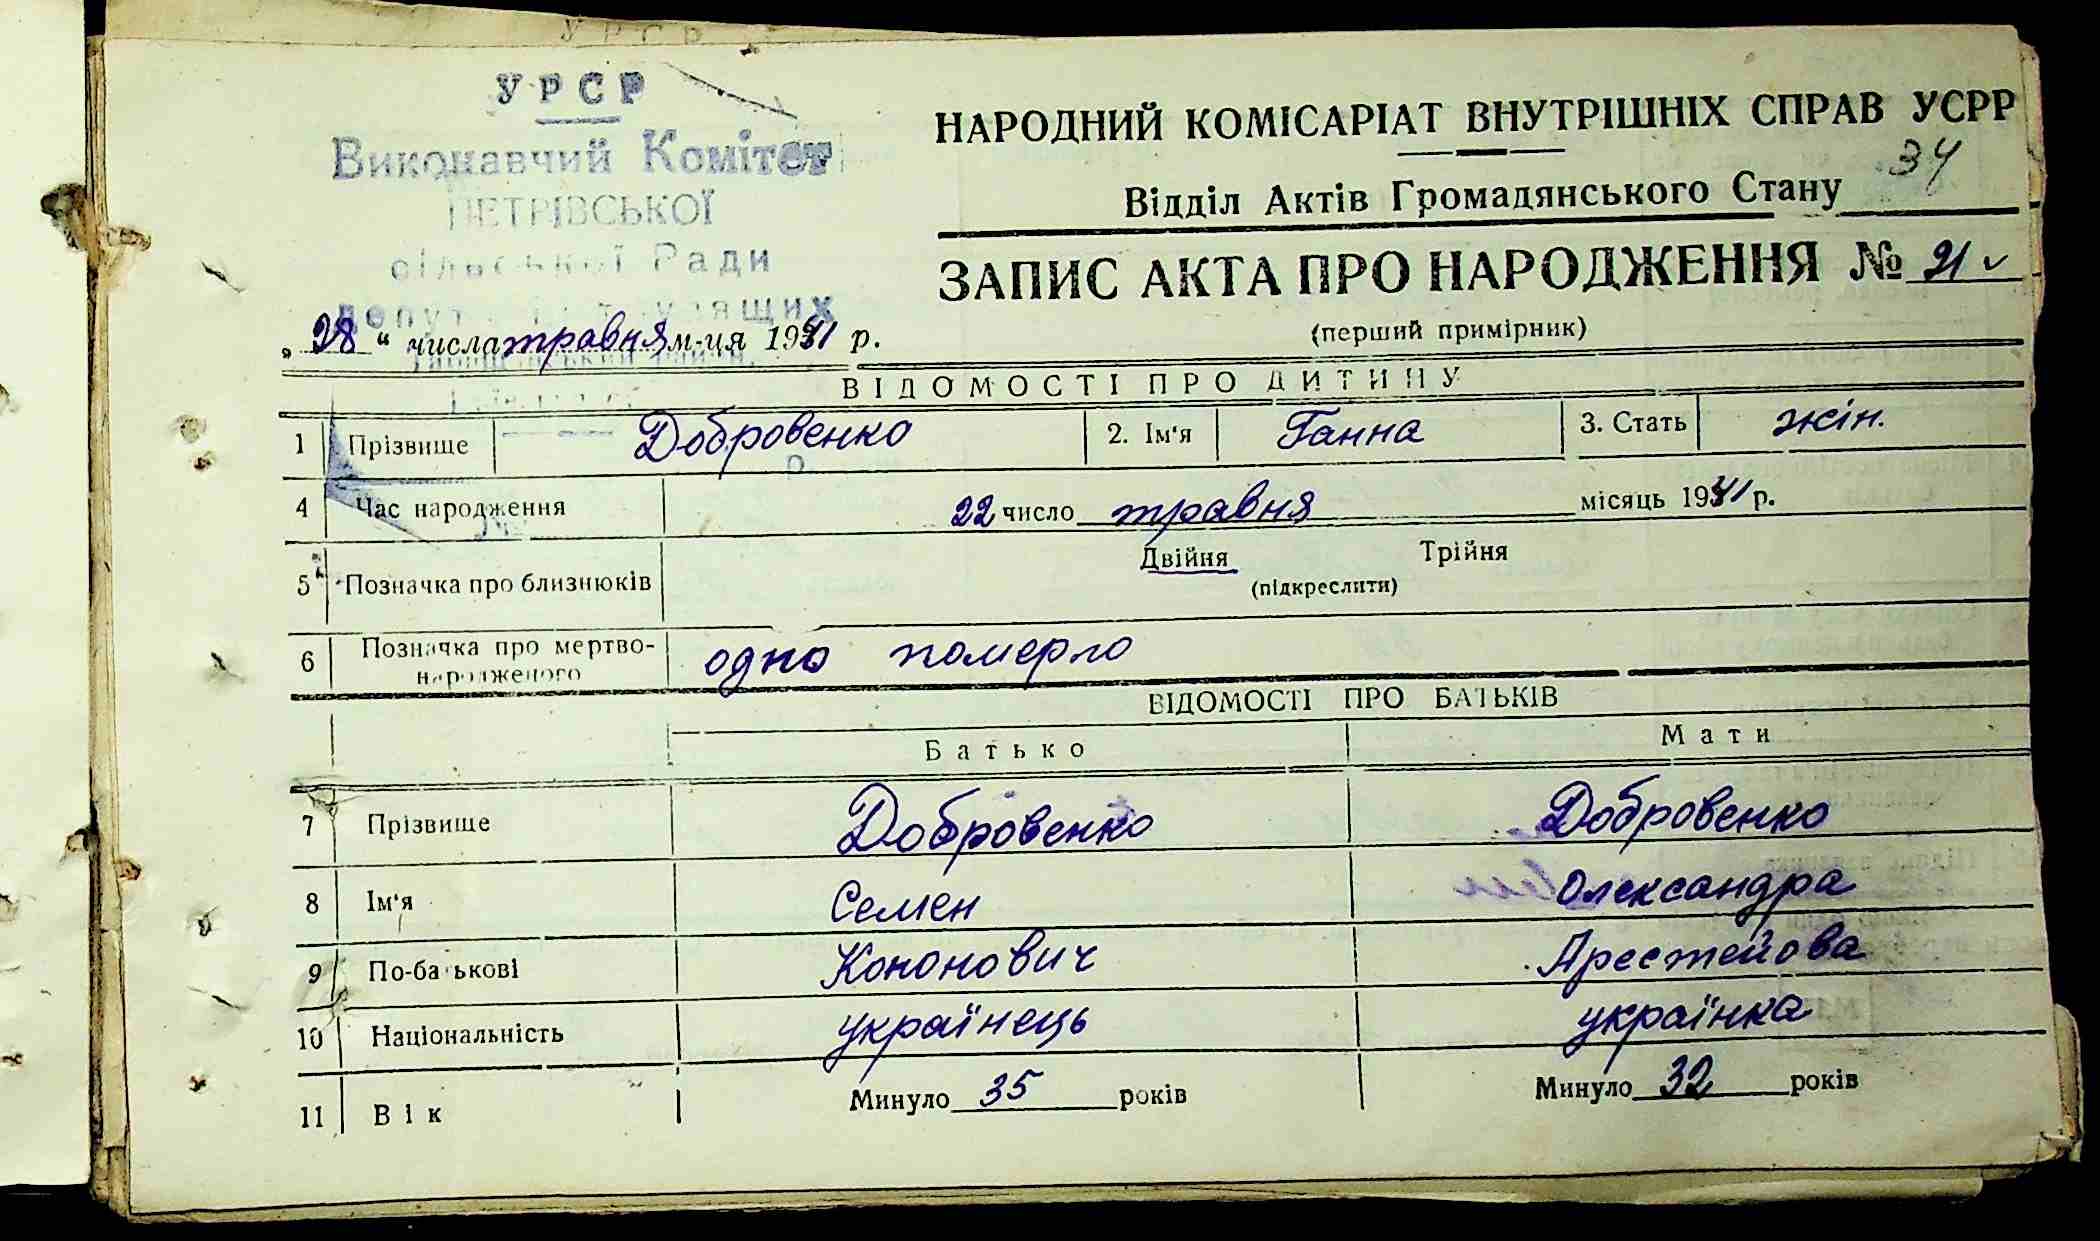 УРСР
Виконавчий Комітет
ПЕТРІВСЬКОЇ
сільської Ради
депутатів трудящих
НАРОДНИЙ КОМІСАРІАТ ВНУТРІШНІХ СПРАВ УСРР
34
Відділ Актів Громадянського Стану
ЗАПИС АКТА ПРО НАРОДЖЕННЯ № 21
(перший примірник)
„28“ числа травня м-ця 1941 р.
ВІДОМОСТІ ПРО ДИТИНУ
1 Прізвище Добровенко 2. Ім'я Ганна 3. Стать жін.
4 Час народження 22 число травня місяць 1941 р.
5 Позначка про близнюків Двійня Трійня
(підкреслити)
6 Позначка про мертво-
народженого одно померло
ВІДОМОСТІ ПРО БАТЬКІВ
Батько Мати
7 Прізвище Добровенко Добровенко
8 Ім'я Семен Олександра
9 По-батькові Кононович Арестейова
10 Національність українець українка
11 Вік Минуло 35 років Минуло 32 років